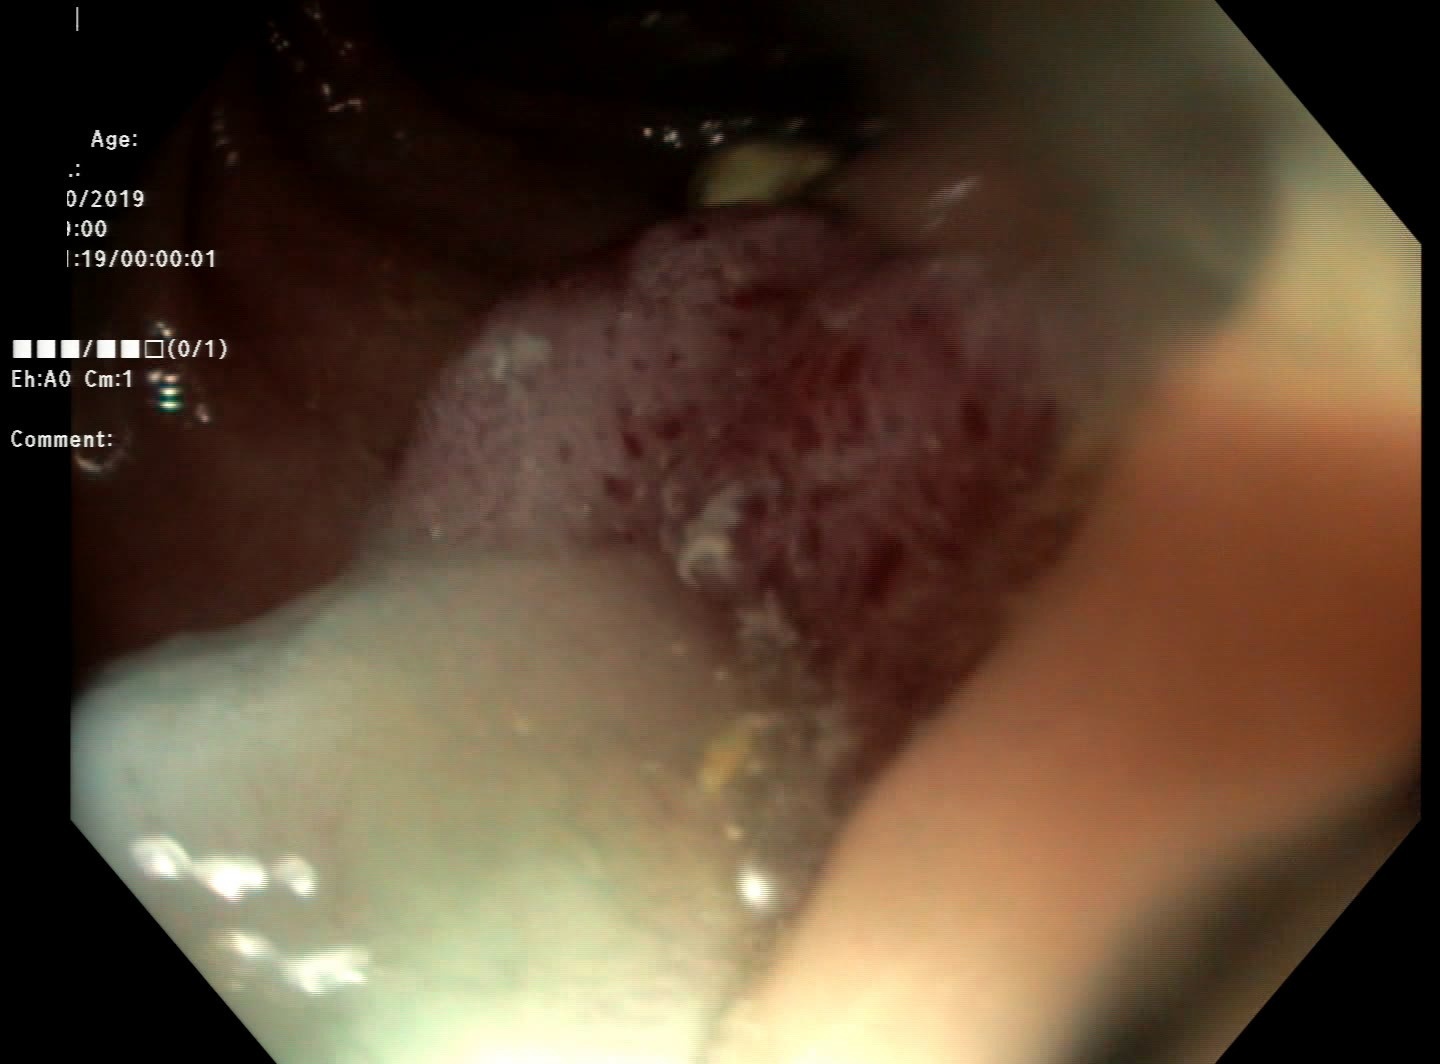 Age:
.:
0/2019
:00
:19/00:00:01
■■■/■■□(0/1)
Eh:A0 Cm:1
Comment: